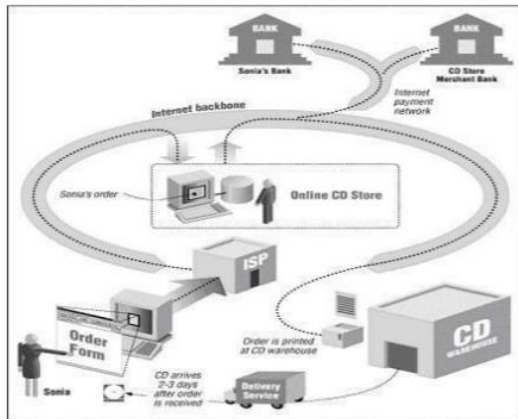 BANK
Sonia's Bank
BANK
CD Store
Merchant Bank
Internet
payment
network
Internet backbone
Sonia's order
Online CD Store
ISP
Order
Form
Sonia
CD arrives
2-3 days
after order
is received
Delivery
Service
Order is printed
at CD warehouse
CD
WAREHOUSE